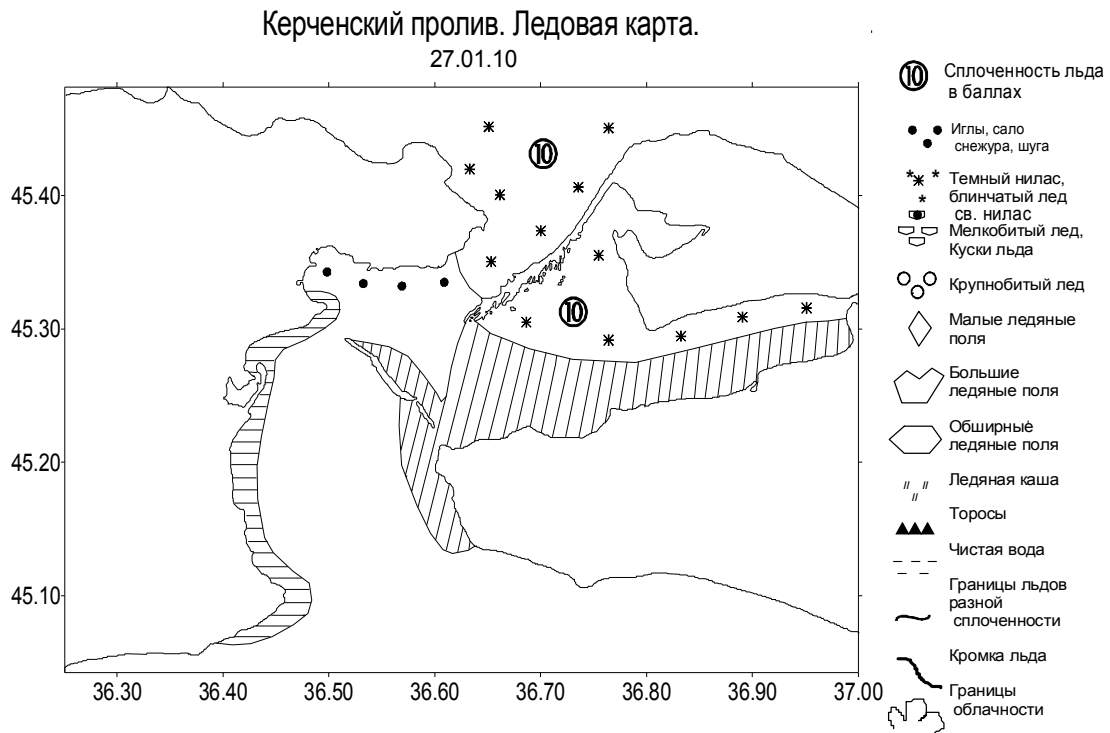 Керченский пролив. Ледовая карта.
27.01.10
45.40
45.30
45.20
45.10
36.30
36.40
36.50
36.60
36.70
36.80
36.90
37.00
10
10
10
Сплоченность льда
в баллах
Иглы, сало
снежура, шуга
Темный нилас,
блинчатый лед
св. нилас
Мелкобитый лед,
Куски льда
Крупнобитый лед
Малые ледяные
поля
Большие
ледяные поля
Обширные
ледяные поля
Ледяная каша
Торосы
Чистая вода
Границы льдов
разной
сплоченности
Кромка льда
Границы
облачности